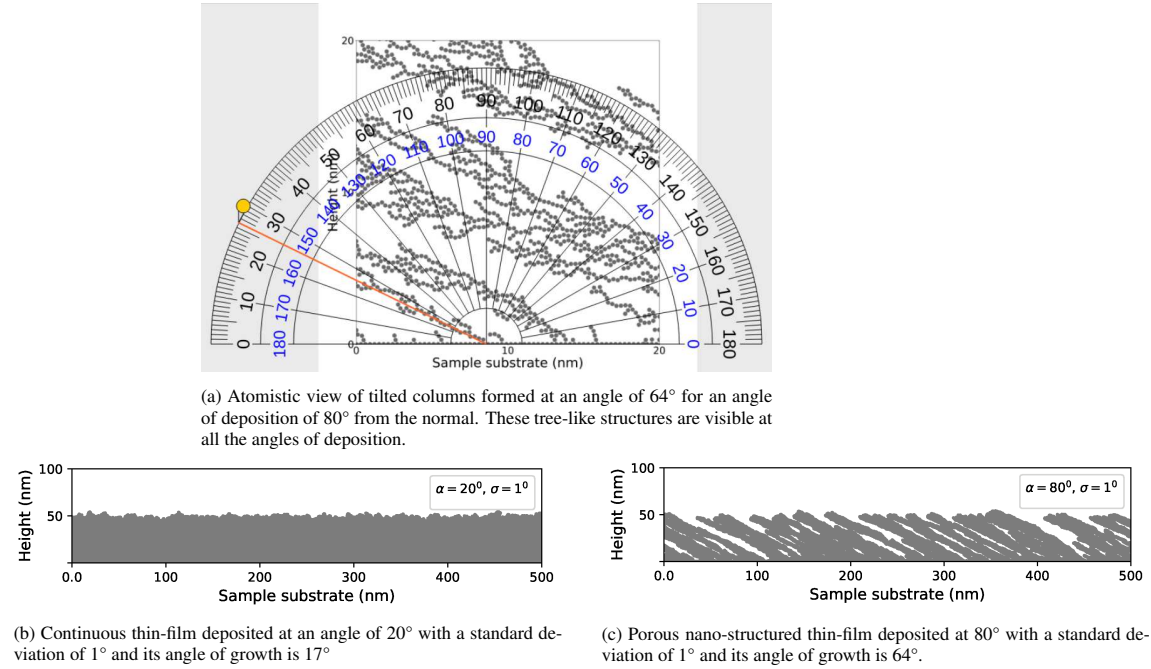 20
Height (nm)
0 10 20 30 40 50 60 70 80 90 100 110 120 130 140 150 160 170 180
180 170 160 150 140 130 120 110 100 90 80 70 60 50 40 30 20 10 0
0 10 20
Sample substrate (nm)
(a) Atomistic view of tilted columns formed at an angle of 64° for an angle
of deposition of 80° from the normal. These tree-like structures are visible at
all the angles of deposition.
100
50
Height (nm)
α = 20⁰, σ = 1⁰
0.0 100 200 300 400 500
Sample substrate (nm)
(b) Continuous thin-film deposited at an angle of 20° with a standard de-
viation of 1° and its angle of growth is 17°
100
50
Height (nm)
α = 80⁰, σ = 1⁰
0.0 100 200 300 400 500
Sample substrate (nm)
(c) Porous nano-structured thin-film deposited at 80° with a standard de-
viation of 1° and its angle of growth is 64°.